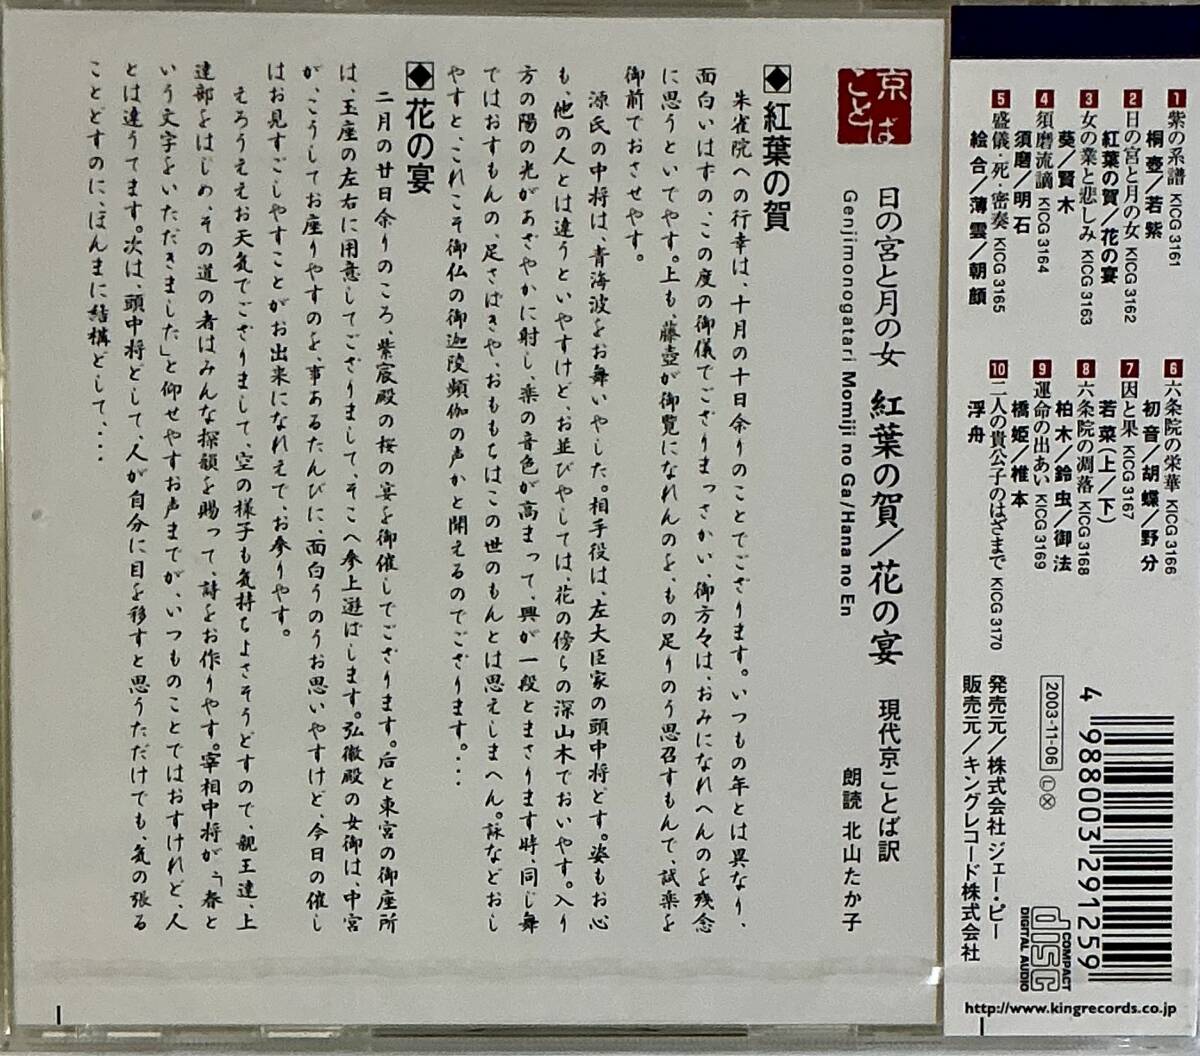 京ことば
日の宮と月の女 紅葉の賀/花の宴 現代京ことば訳
Genjimonogatari Momiji no Ga/Hana no En
朗読 北山たか子
◆紅葉の賀
朱雀院への行幸は、十月の十日余りのことでござります。いつもの年とは異なり、
面白いはずの、この度の御儀でござりまっさかい、御方々は、おみになれへんのを残念
に思うといてやす。上も、藤壺が御覧になれんのを、もの足りのう思召すもんで、試楽を
御前でおさせやす。
源氏の中将は、青海波をお舞いやした。相手役は、左大臣家の頭中将どす。姿もお心
も、他の人とは違うといやすけど、お並びやしては、花の傍らの深山木でおいやす。入り
方の陽の光があざやかに射し、楽の音色が高まって、興が一段とまさります時、同じ舞
ではおすもんの、足さばきや、おももちはこの世のもんとは思えしまへん。詠などおし
やすと、これこそ御仏の御迦陵頻伽の声かと聞えるのでござります。・・・
◆花の宴
二月の廿日余りのころ、紫宸殿の桜の宴を御催しでござります。后と東宮の御座所
は、玉座の左右に用意してござりまして、そこへ参上遊ばします。弘徽殿の女御は、中宮
が、こうしてお座りやすのを、事あるたんびに、面白うのうお思いやすけど、今日の催し
はお見すごしやすことがお出来になれえで、お参りやす。
えろうええお天気でござりまして、空の様子も気持ちよさそうどすので、親王達、上
達部をはじめ、その道の者はみんな探韻を賜って、詩をお作りやす。宰相中将が、「春と
いう文字をいただきました」と仰せやすお声までが、いつものことではおすけれど、人
とは違うてます。次は、頭中将どして、人が自分に目を移すと思うただけでも、気の張る
ことどすのに、ほんまに結構どして、・・・
1 紫の系譜 KICG 3161
桐壺/若紫
2 日の宮と月の女 KICG 3162
紅葉の賀/花の宴
3 女の業と悲しみ KICG 3163
葵/賢木
4 須磨流謫 KICG 3164
須磨/明石
5 盛儀・死・密奏 KICG 3165
絵合/薄雲/朝顔
6 六条院の栄華 KICG 3166
初音/胡蝶/野分
7 因と果 KICG 3167
若菜(上/下)
8 六条院の凋落 KICG 3168
柏木/鈴虫/御法
9 運命の出あい KICG 3169
橋姫/椎本
10 二人の貴公子のはざまで KICG 3170
浮舟
発売元/株式会社 ジェー・ピー
販売元/キングレコード株式会社
2003-11-06 Ⓛ Ⓧ
4 988003 291259
COMPACT
disc
DIGITAL AUDIO
http://www.kingrecords.co.jp